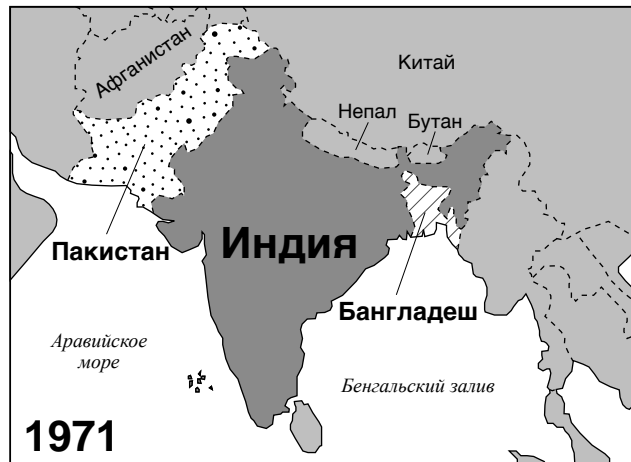 Афганистан
Китай
Непал
Бутан
Пакистан
Индия
Бангладеш
Аравийское
море
Бенгальский залив
1971